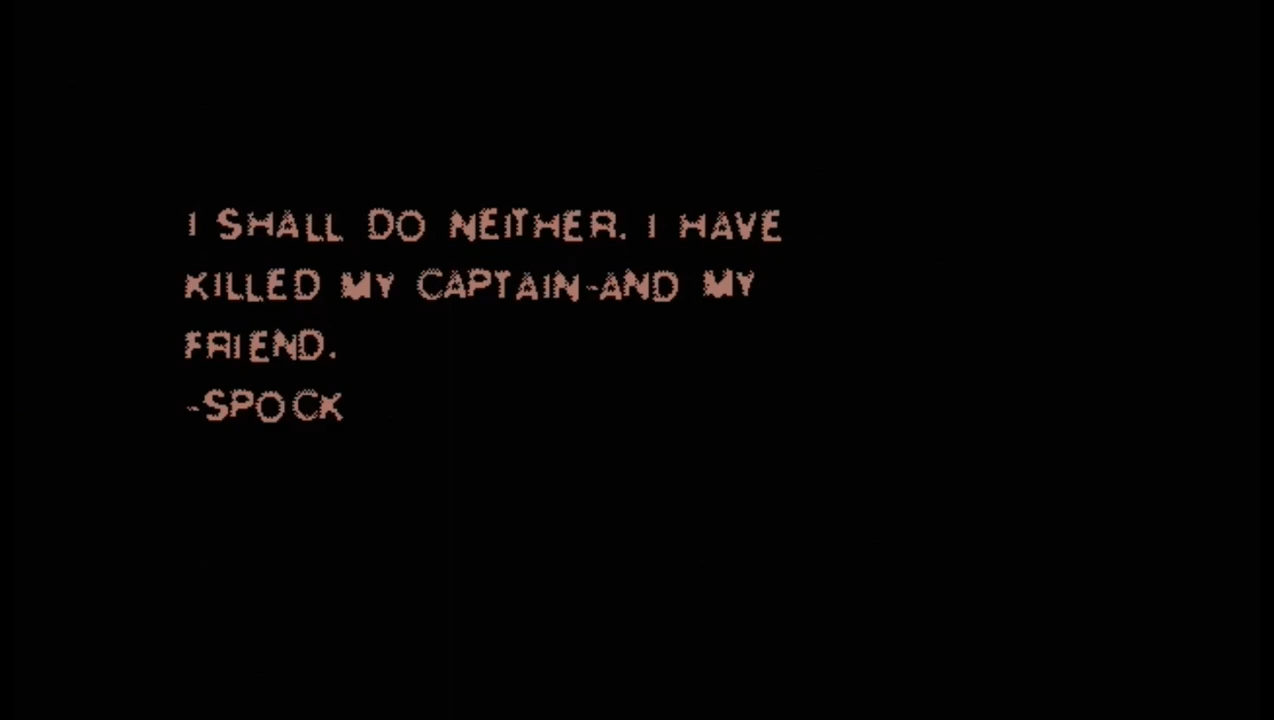 I SHALL DO NEITHER. I HAVE
KILLED MY CAPTAIN-AND MY
FRIEND.
-SPOCK